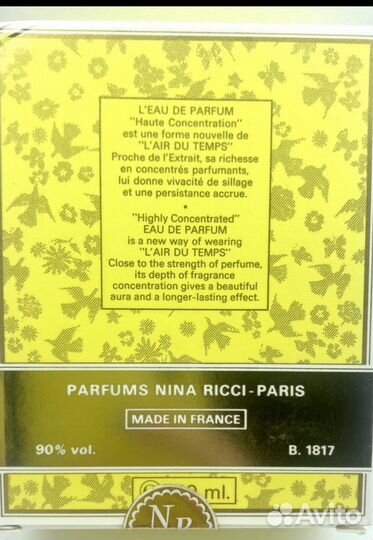 L'EAU DE PARFUM
"Haute Concentration"
est une forme nouvelle de
"L'AIR DU TEMPS"
Proche de l'Extrait, sa richesse
en concentrés parfumants,
lui donne vivacité de sillage
et une persistance accrue.
•
"Highly Concentrated"
EAU DE PARFUM
is a new way of wearing
"L'AIR DU TEMPS"
Close to the strength of perfume,
its depth of fragrance
concentration gives a beautiful
aura and a longer-lasting effect.
PARFUMS NINA RICCI-PARIS
MADE IN FRANCE
90% vol. B. 1817
ml.
NR
Avito